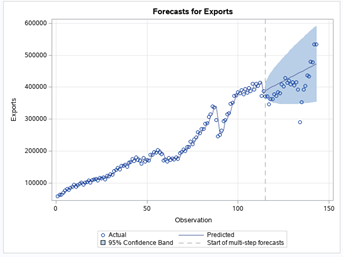 Forecasts for Exports
600000
500000
400000
300000
200000
100000
Exports
0 50 100 150
Observation
Actual Predicted
95% Confidence Band Start of multi-step forecasts